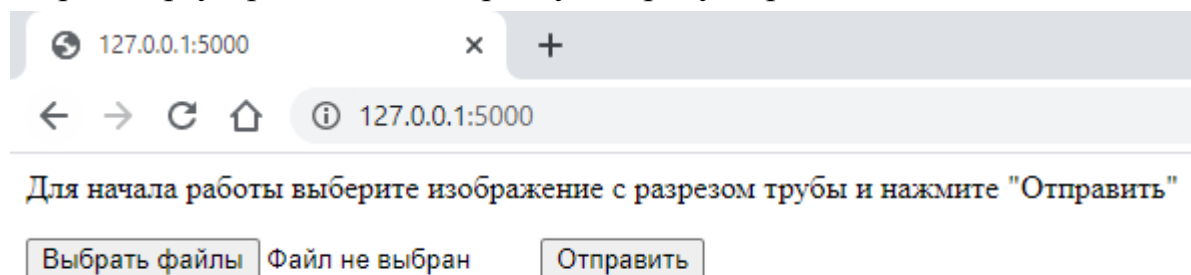 127.0.0.1:5000
127.0.0.1:5000
Для начала работы выберите изображение с разрезом трубы и нажмите "Отправить"
Выбрать файлы Файл не выбран Отправить